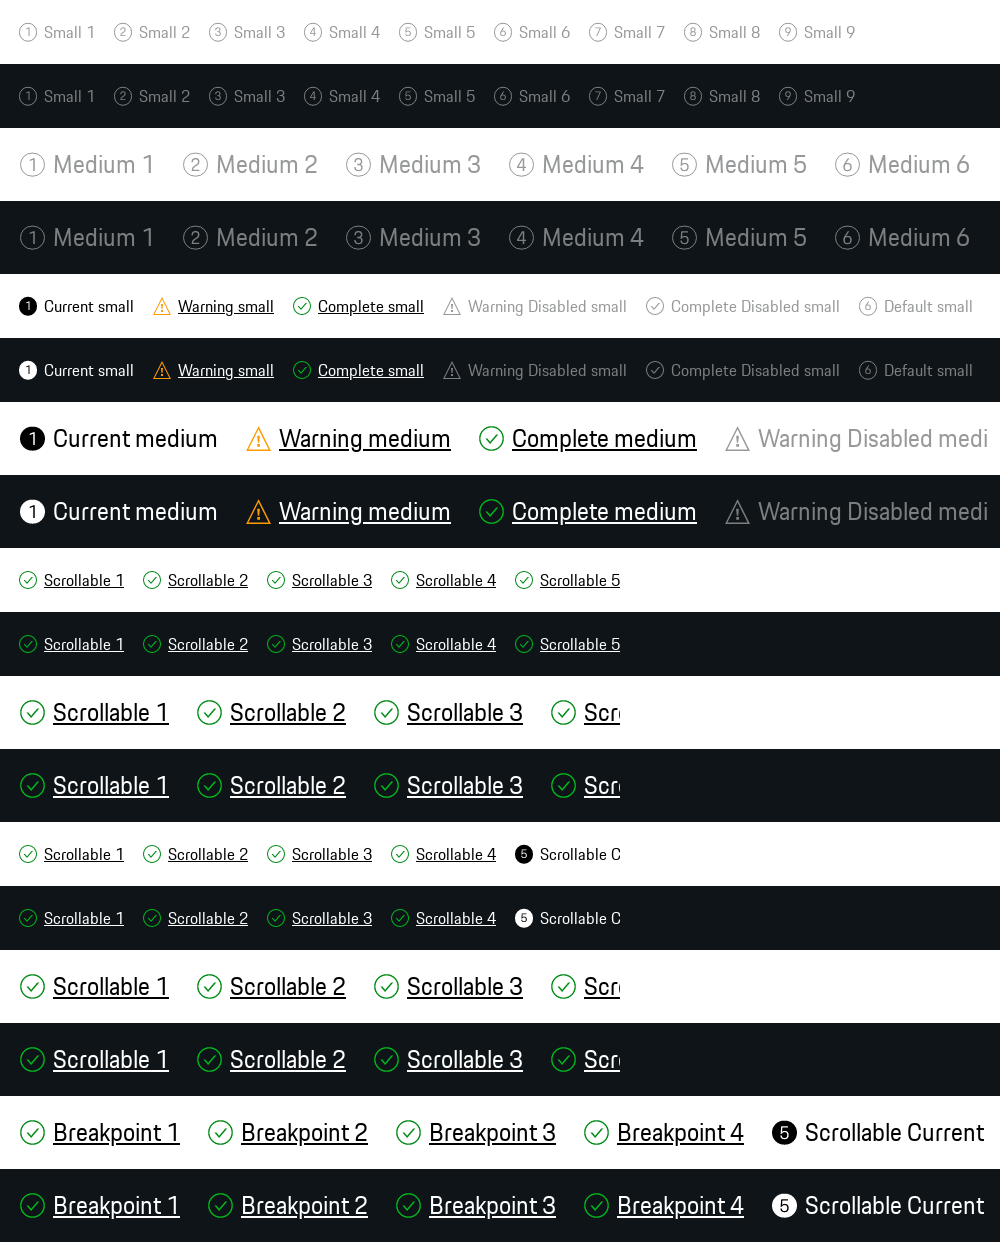 1 Small 1 2 Small 2 3 Small 3 4 Small 4 5 Small 5 6 Small 6 7 Small 7 8 Small 8 9 Small 9
1 Small 1 2 Small 2 3 Small 3 4 Small 4 5 Small 5 6 Small 6 7 Small 7 8 Small 8 9 Small 9
1 Medium 1 2 Medium 2 3 Medium 3 4 Medium 4 5 Medium 5 6 Medium 6
1 Medium 1 2 Medium 2 3 Medium 3 4 Medium 4 5 Medium 5 6 Medium 6
1 Current small Warning small Complete small Warning Disabled small Complete Disabled small 6 Default small
1 Current small Warning small Complete small Warning Disabled small Complete Disabled small 6 Default small
1 Current medium Warning medium Complete medium Warning Disabled medi
1 Current medium Warning medium Complete medium Warning Disabled medi
Scrollable 1 Scrollable 2 Scrollable 3 Scrollable 4 Scrollable 5
Scrollable 1 Scrollable 2 Scrollable 3 Scrollable 4 Scrollable 5
Scrollable 1 Scrollable 2 Scrollable 3 Scr
Scrollable 1 Scrollable 2 Scrollable 3 Scr
Scrollable 1 Scrollable 2 Scrollable 3 Scrollable 4 5 Scrollable C
Scrollable 1 Scrollable 2 Scrollable 3 Scrollable 4 5 Scrollable C
Scrollable 1 Scrollable 2 Scrollable 3 Scr
Scrollable 1 Scrollable 2 Scrollable 3 Scr
Breakpoint 1 Breakpoint 2 Breakpoint 3 Breakpoint 4 5 Scrollable Current
Breakpoint 1 Breakpoint 2 Breakpoint 3 Breakpoint 4 5 Scrollable Current